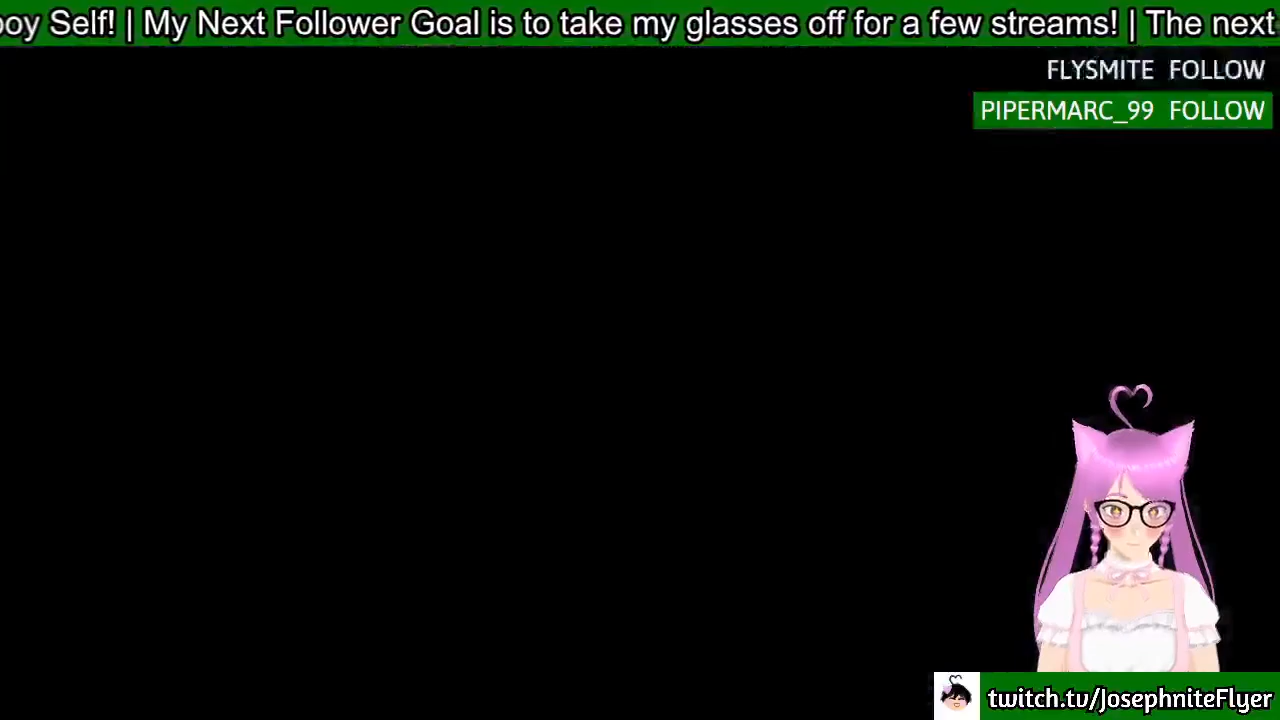 oy Self! | My Next Follower Goal is to take my glasses off for a few streams! | The next
FLYSMITE FOLLOW
PIPERMARC_99 FOLLOW
twitch.tv/JosephniteFlyer